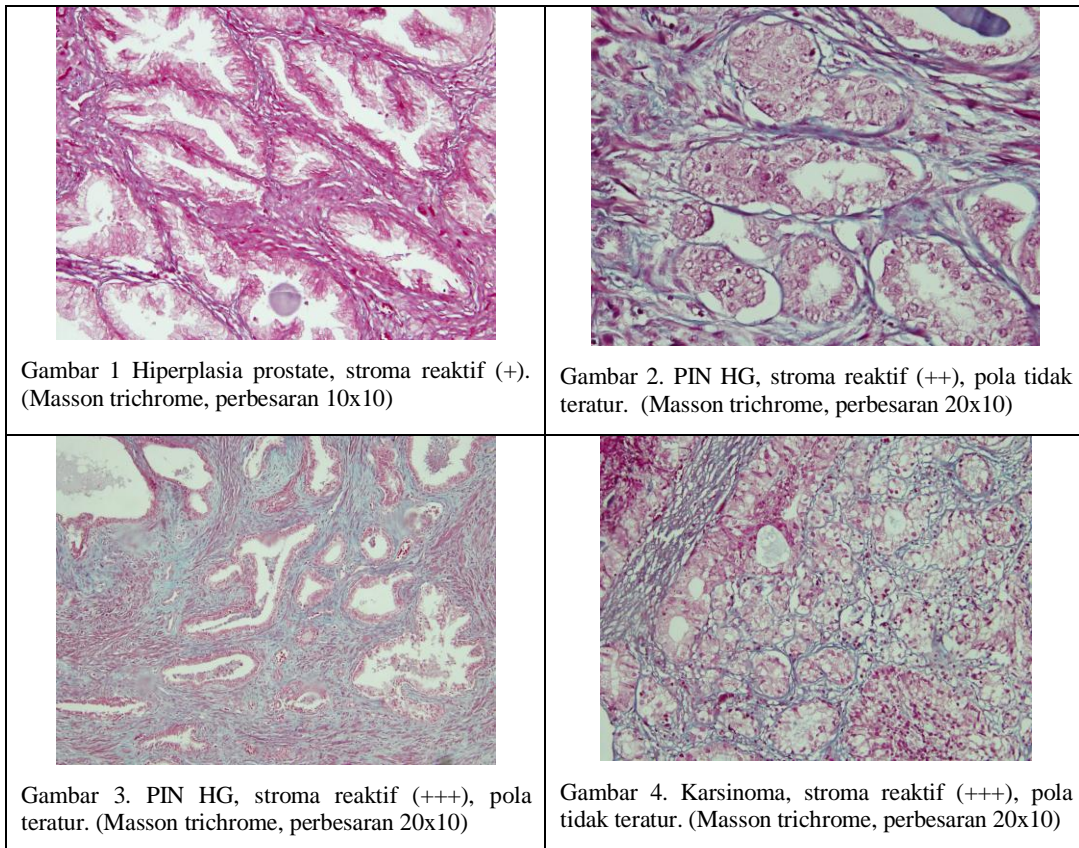 Gambar 1 Hiperplasia prostate, stroma reaktif (+).
(Masson trichrome, perbesaran 10x10)
Gambar 2. PIN HG, stroma reaktif (++), pola tidak
teratur. (Masson trichrome, perbesaran 20x10)
Gambar 3. PIN HG, stroma reaktif (+++), pola
teratur. (Masson trichrome, perbesaran 20x10)
Gambar 4. Karsinoma, stroma reaktif (+++), pola
tidak teratur. (Masson trichrome, perbesaran 20x10)